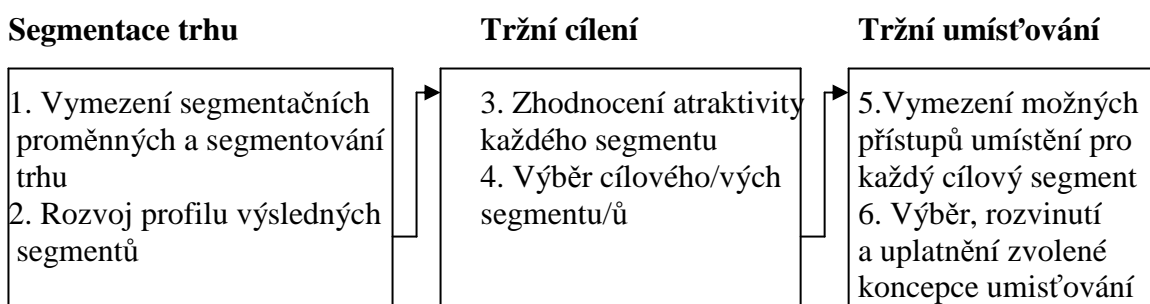 Segmentace trhu
1. Vymezení segmentačních
proměnných a segmentování
trhu
2. Rozvoj profilu výsledných
segmentů
Tržní cílení
3. Zhodnocení atraktivity
každého segmentu
4. Výběr cílového/vých
segmentu/ů
Tržní umísťování
5.Vymezení možných
přístupů umístění pro
každý cílový segment
6. Výběr, rozvinutí
a uplatnění zvolené
koncepce umisťování